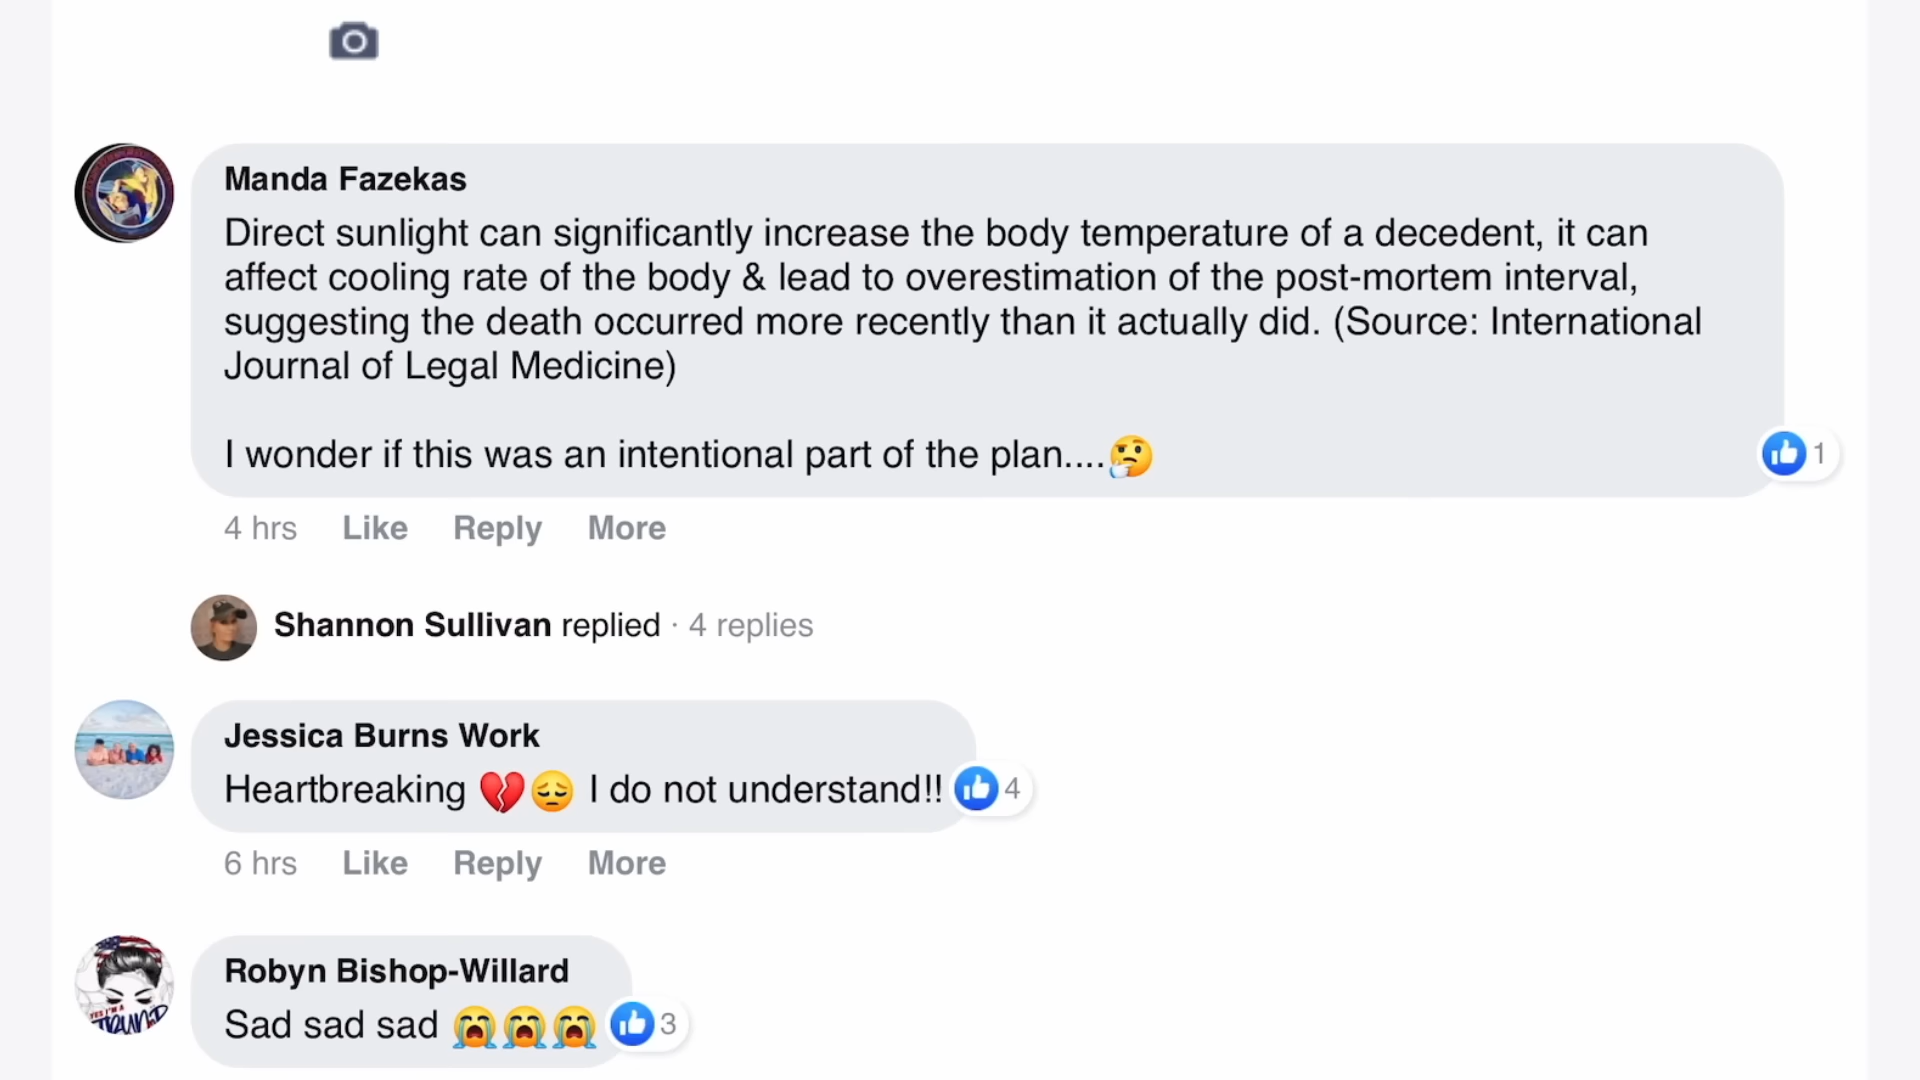 Manda Fazekas
Direct sunlight can significantly increase the body temperature of a decedent, it can
affect cooling rate of the body & lead to overestimation of the post-mortem interval,
suggesting the death occurred more recently than it actually did. (Source: International
Journal of Legal Medicine)
I wonder if this was an intentional part of the plan....🤔
1
4 hrs Like Reply More
Shannon Sullivan replied · 4 replies
Jessica Burns Work
Heartbreaking 💔😔 I do not understand!!
4
6 hrs Like Reply More
Robyn Bishop-Willard
Sad sad sad 😭😭😭
3
YES I'M A